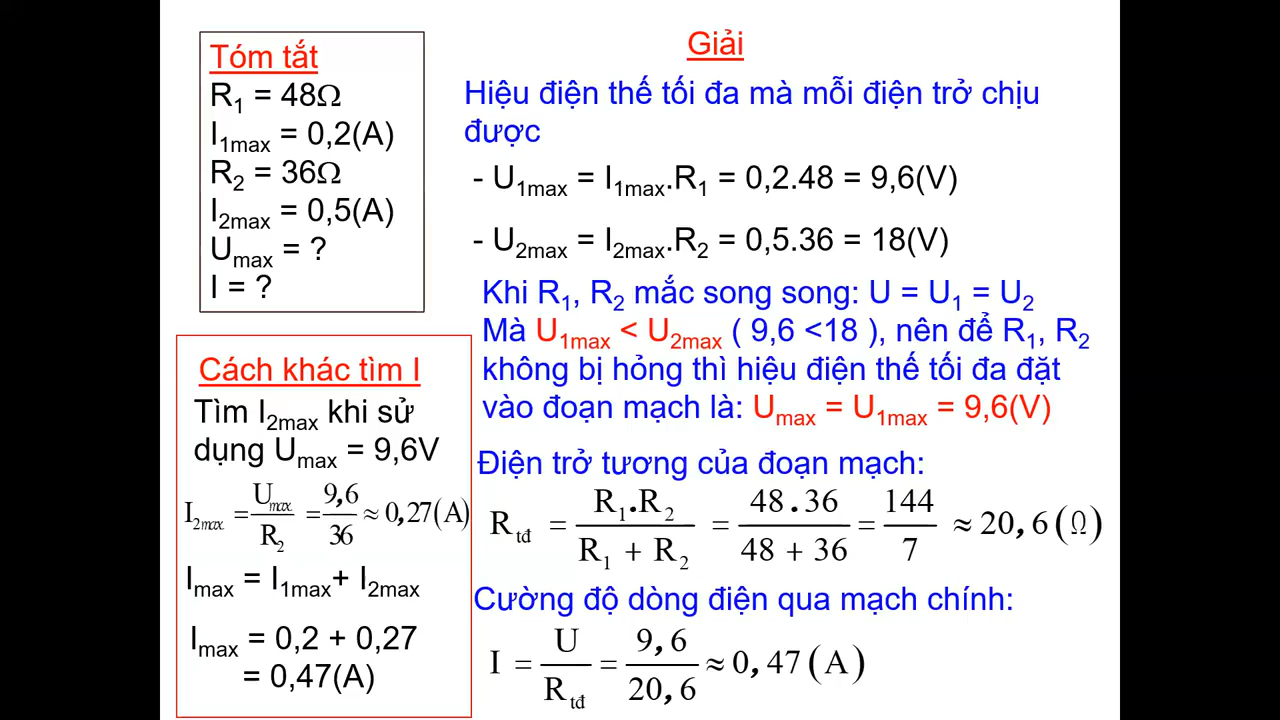 Tóm tắt
R1 = 48Ω
I1max = 0,2(A)
R2 = 36Ω
I2max = 0,5(A)
Umax = ?
I = ?
Cách khác tìm I
Tìm I2max khi sử
dụng Umax = 9,6V
I2max = Umax / R2 = 9,6 / 36 ≈ 0,27(A)
Imax = I1max+ I2max
Imax = 0,2 + 0,27
= 0,47(A)
Giải
Hiệu điện thế tối đa mà mỗi điện trở chịu
được
- U1max = I1max.R1 = 0,2.48 = 9,6(V)
- U2max = I2max.R2 = 0,5.36 = 18(V)
Khi R1, R2 mắc song song: U = U1 = U2
Mà U1max < U2max ( 9,6 <18 ), nên để R1, R2
không bị hỏng thì hiệu điện thế tối đa đặt
vào đoạn mạch là: Umax = U1max = 9,6(V)
Điện trở tương của đoạn mạch:
Rtđ = R1.R2 / R1 + R2 = 48.36 / 48 + 36 = 144 / 7 ≈ 20,6(Ω)
Cường độ dòng điện qua mạch chính:
I = U / Rtđ = 9,6 / 20,6 ≈ 0,47(A)